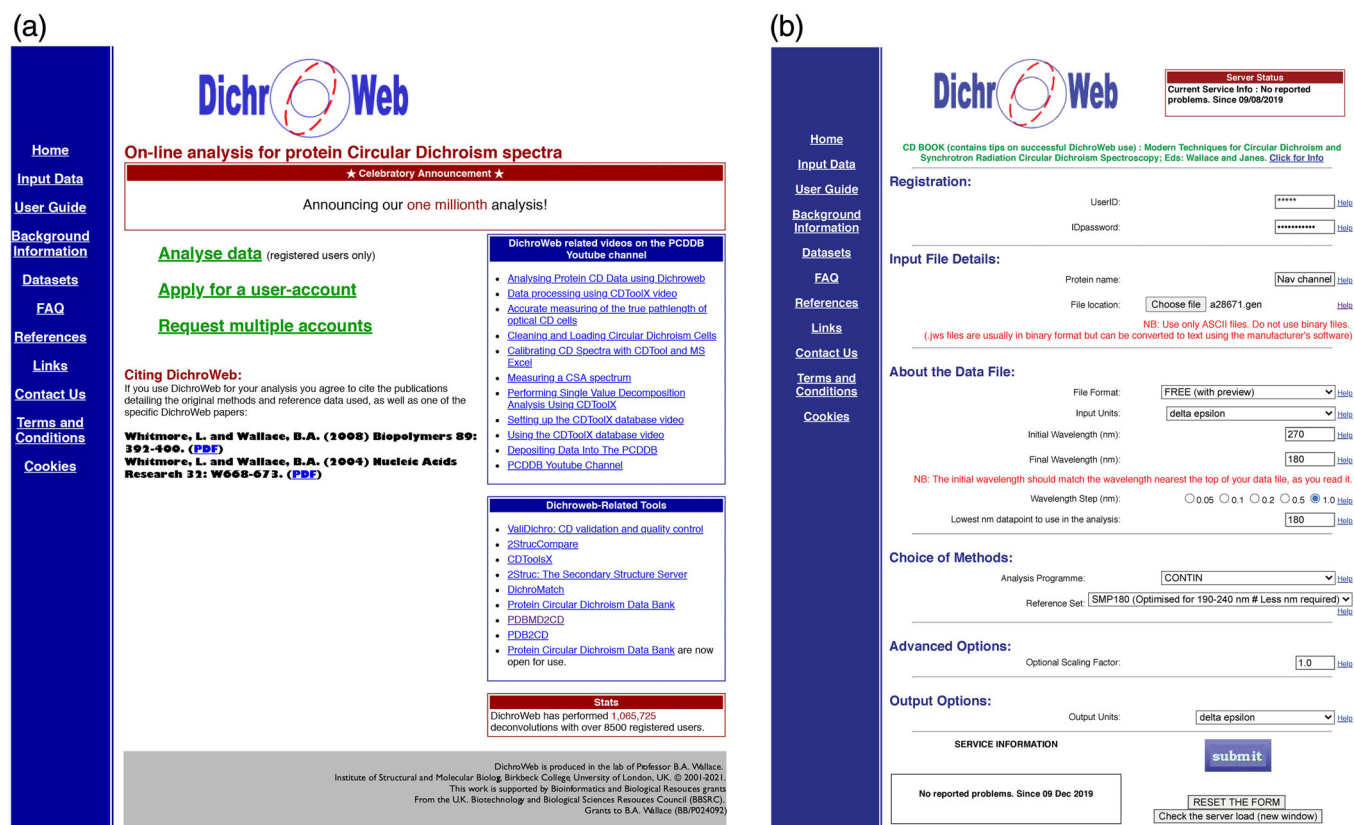 (a)
DichroWeb
Home
Input Data
User Guide
Background
Information
Datasets
FAQ
References
Links
Contact Us
Terms and
Conditions
Cookies
On-line analysis for protein Circular Dichroism spectra
★ Celebratory Announcement ★
Announcing our one millionth analysis!
Analyse data (registered users only)
Apply for a user-account
Request multiple accounts
Citing DichroWeb:
If you use DichroWeb for your analysis you agree to cite the publications
detailing the original methods and reference data used, as well as one of the
specific DichroWeb papers:
Whitmore, L. and Wallace, B.A. (2008) Biopolymers 89:
392-400. (PDF)
Whitmore, L. and Wallace, B.A. (2004) Nucleic Acids
Research 32: W668-673. (PDF)
DichroWeb related videos on the PCDDB
Youtube channel
• Analysing Protein CD Data using Dichroweb
• Data processing using CDToolX video
• Accurate measuring of the true pathlength of
optical CD cells
• Cleaning and Loading Circular Dichroism Cells
• Calibrating CD Spectra with CDTool and MS
Excel
• Measuring a CSA spectrum
• Performing Single Value Decomposition
Analysis Using CDToolX
• Setting up the CDToolX database video
• Using the CDToolX database video
• Depositing Data Into The PCDDB
• PCDDB Youtube Channel
Dichroweb-Related Tools
• ValiDichro: CD validation and quality control
• 2StrucCompare
• CDToolsX
• 2Struc: The Secondary Structure Server
• DichroMatch
• Protein Circular Dichroism Data Bank
• PDBMD2CD
• PDB2CD
• Protein Circular Dichroism Data Bank are now
open for use.
Stats
DichroWeb has performed 1,065,725
deconvolutions with over 8500 registered users.
DichroWeb is produced in the lab of Professor B.A. Wallace.
Institute of Structural and Molecular Biolog, Birkbeck College, Unversity of London, UK. © 2001-2021.
This work is supported by Bioinformatics and Biological Resouces grants
From the U.K. Biotechnology and Biological Sciences Resouces Council (BBSRC).
Grants to B.A. Wallace (BB/P024092)
(b)
DichroWeb
Server Status
Current Service Info : No reported
problems. Since 09/08/2019
Home
Input Data
User Guide
Background
Information
Datasets
FAQ
References
Links
Contact Us
Terms and
Conditions
Cookies
CD BOOK (contains tips on successful DichroWeb use) : Modern Techniques for Circular Dichroism and
Synchrotron Radiation Circular Dichroism Spectroscopy; Eds: Wallace and Janes. Click for Info
Registration:
UserID: ***** Help
IDpassword: ••••••••••• Help
Input File Details:
Protein name: Nav channel Help
File location: Choose file a28671.gen Help
NB: Use only ASCII files. Do not use binary files.
(.jws files are usually in binary format but can be converted to text using the manufacturer's software)
About the Data File:
File Format: FREE (with preview) Help
Input Units: delta epsilon Help
Initial Wavelength (nm): 270 Help
Final Wavelength (nm): 180 Help
NB: The initial wavelength should match the wavelength nearest the top of your data file, as you read it.
Wavelength Step (nm): 0.05 0.1 0.2 0.5 1.0 Help
Lowest nm datapoint to use in the analysis: 180 Help
Choice of Methods:
Analysis Programme: CONTIN Help
Reference Set: SMP180 (Optimised for 190-240 nm # Less nm required)
Help
Advanced Options:
Optional Scaling Factor: 1.0 Help
Output Options:
Output Units: delta epsilon Help
SERVICE INFORMATION
submit
No reported problems. Since 09 Dec 2019
RESET THE FORM
Check the server load (new window)